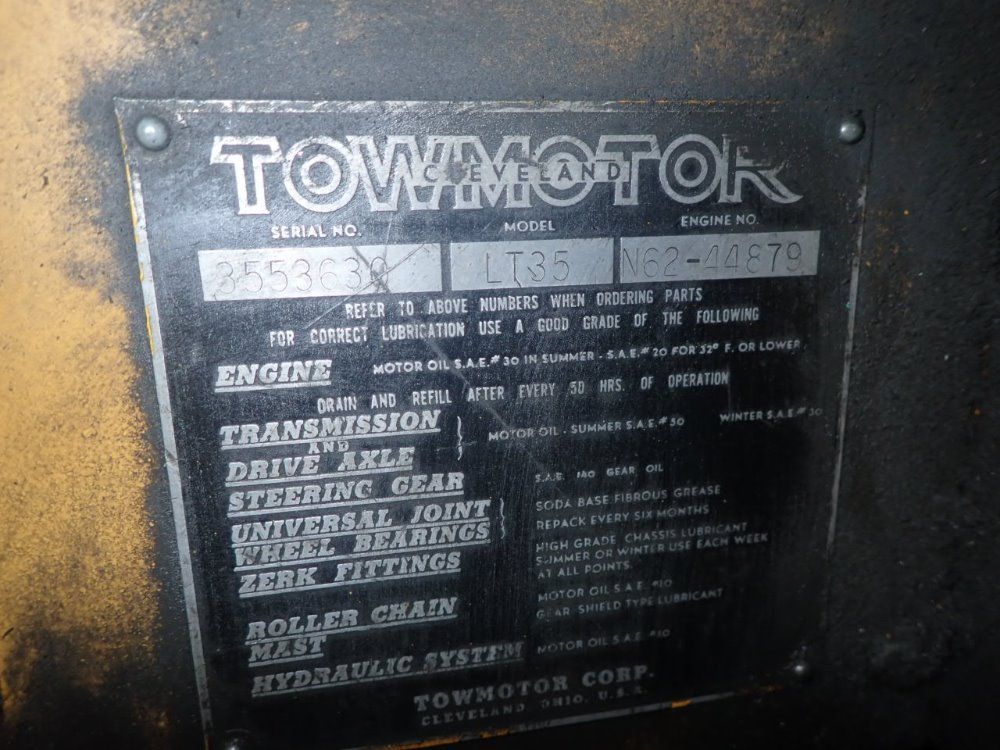 TOWMOTOR
CLEVELAND
SERIAL NO. MODEL ENGINE NO.
LT35 N62-44879
REFER TO ABOVE NUMBERS WHEN ORDERING PARTS
FOR CORRECT LUBRICATION USE A GOOD GRADE OF THE FOLLOWING
ENGINE MOTOR OIL S.A.E. #30 IN SUMMER - S.A.E. #20 FOR 32° F. OR LOWER
DRAIN AND REFILL AFTER EVERY 50 HRS. OF OPERATION
TRANSMISSION
AND
DRIVE AXLE
MOTOR OIL - SUMMER S.A.E. #50 WINTER S.A.E. #30
STEERING GEAR S.A.E. 140 GEAR OIL
UNIVERSAL JOINT
WHEEL BEARINGS
SODA BASE FIBROUS GREASE
REPACK EVERY SIX MONTHS
ZERK FITTINGS HIGH GRADE CHASSIS LUBRICANT
SUMMER OR WINTER USE EACH WEEK
AT ALL POINTS.
ROLLER CHAIN MOTOR OIL S.A.E. #10
MAST GEAR SHIELD TYPE LUBRICANT
HYDRAULIC SYSTEM MOTOR OIL S.A.E. #10
TOWMOTOR CORP.
CLEVELAND OHIO, U.S.A.